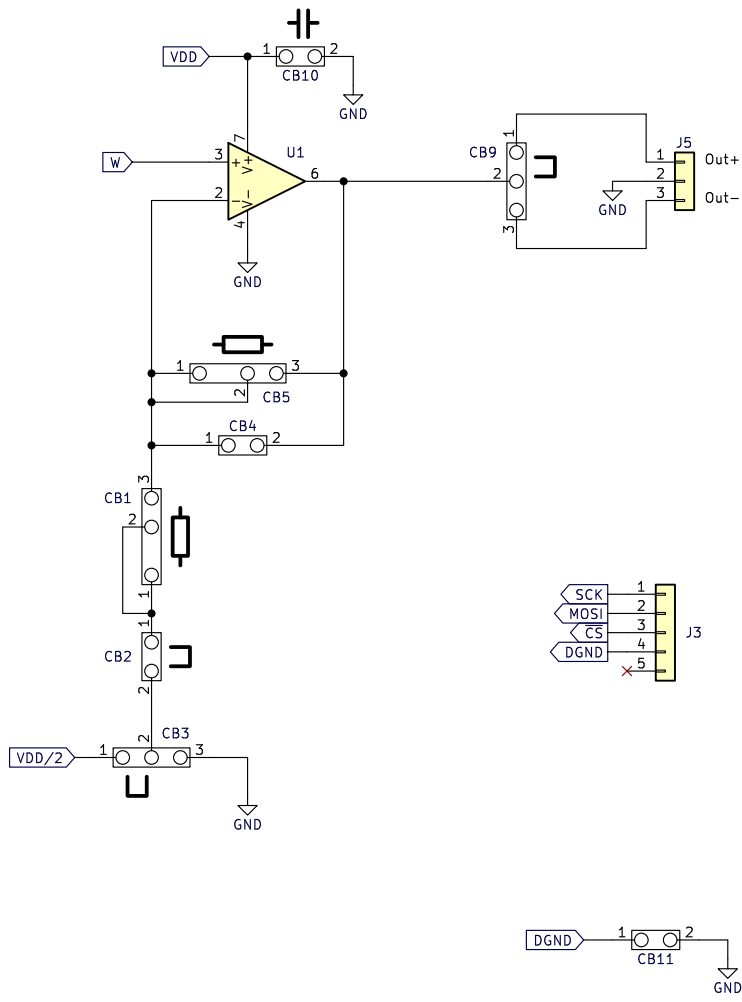 VDD
1
2
CB10
GND
7
U1
W
3
+
V+
6
2
V-
4
GND
CB9
1
2
3
J5
1
Out+
2
GND
3
Out-
1
3
2
CB5
CB4
1
2
3
CB1
2
1
1
CB2
2
2
CB3
VDD/2
1
3
GND
SCK
1
MOSI
2
CS
3
J3
DGND
4
5
DGND
1
2
CB11
GND